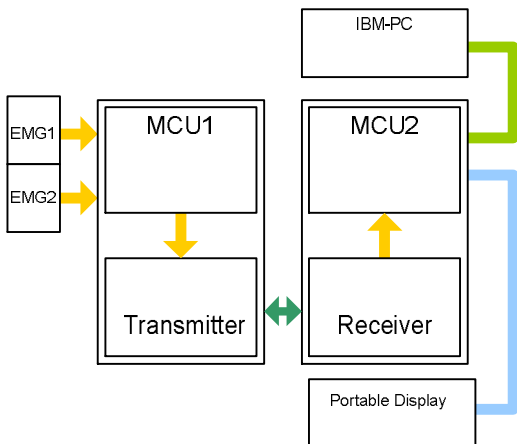 IBM-PC
EMG1
EMG2
MCU1
MCU2
Transmitter
Receiver
Portable Display